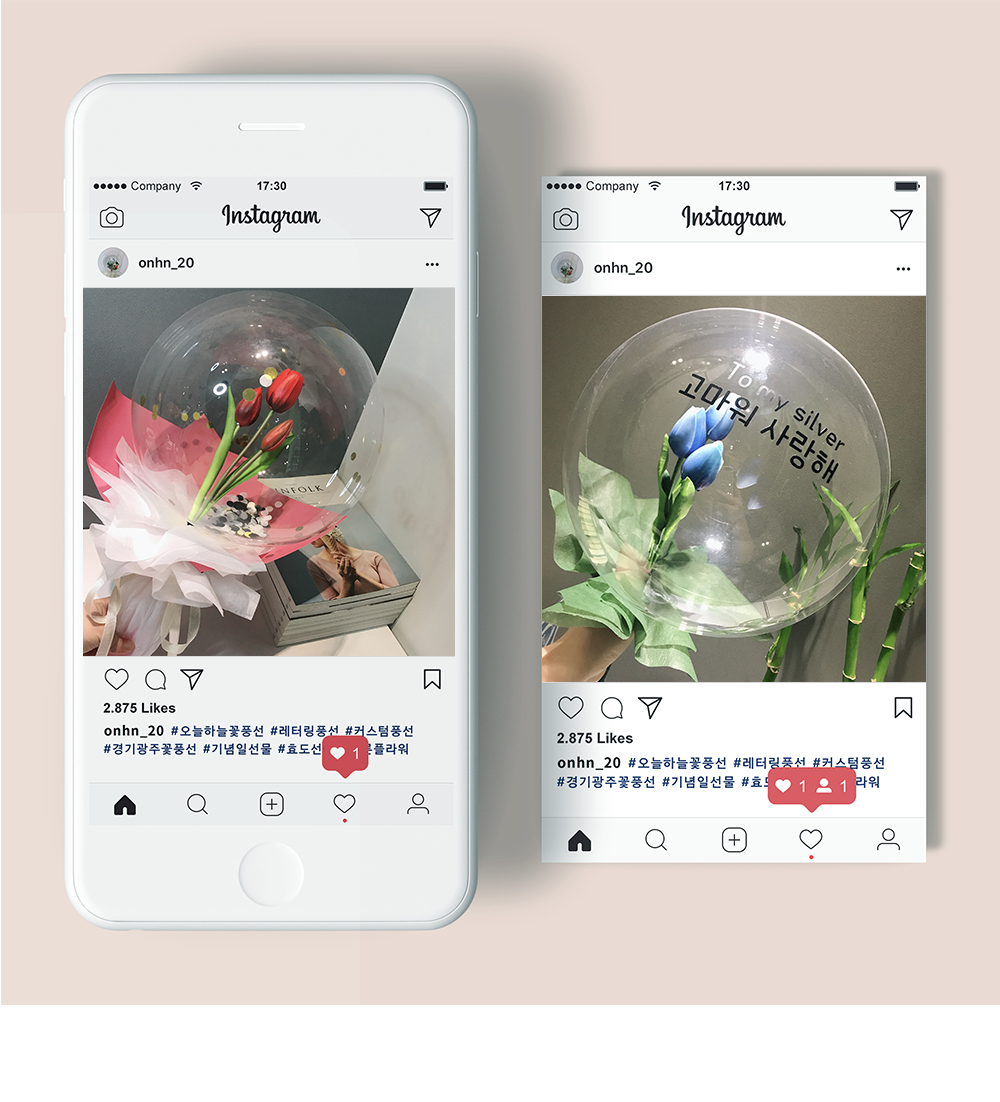 Company
17:30
Instagram
onhn_20
INFOLK
2.875 Likes
onhn_20 #오늘하늘꽃풍선 #레터링풍선 #커스텀풍선
#경기광주꽃풍선 #기념일선물 #효도선
플라워
1
Company
17:30
Instagram
onhn_20
To my silver
고마워 사랑해
2.875 Likes
onhn_20 #오늘하늘꽃풍선 #레터링풍선 #커스텀풍선
#경기광주꽃풍선 #기념일선물 #효도
라워
1 1